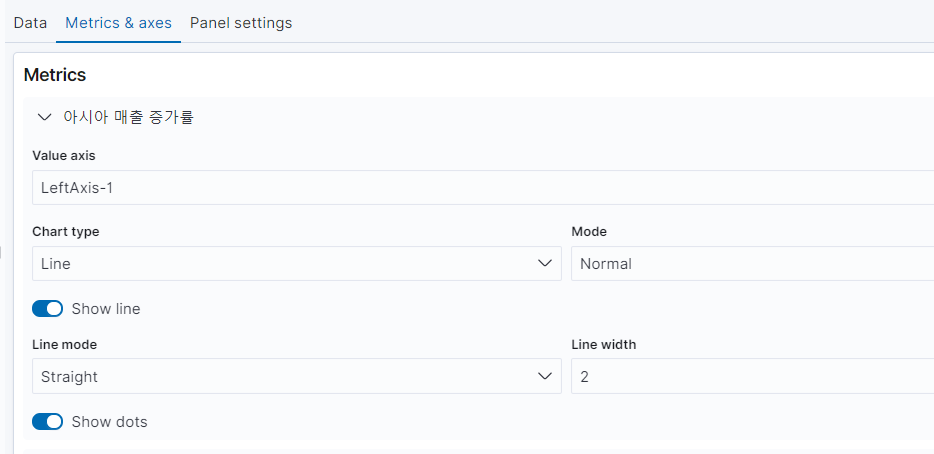 Data Metrics & axes Panel settings
Metrics
아시아 매출 증가률
Value axis
LeftAxis-1
Chart type Mode
Line Normal
Show line
Line mode Line width
Straight 2
Show dots